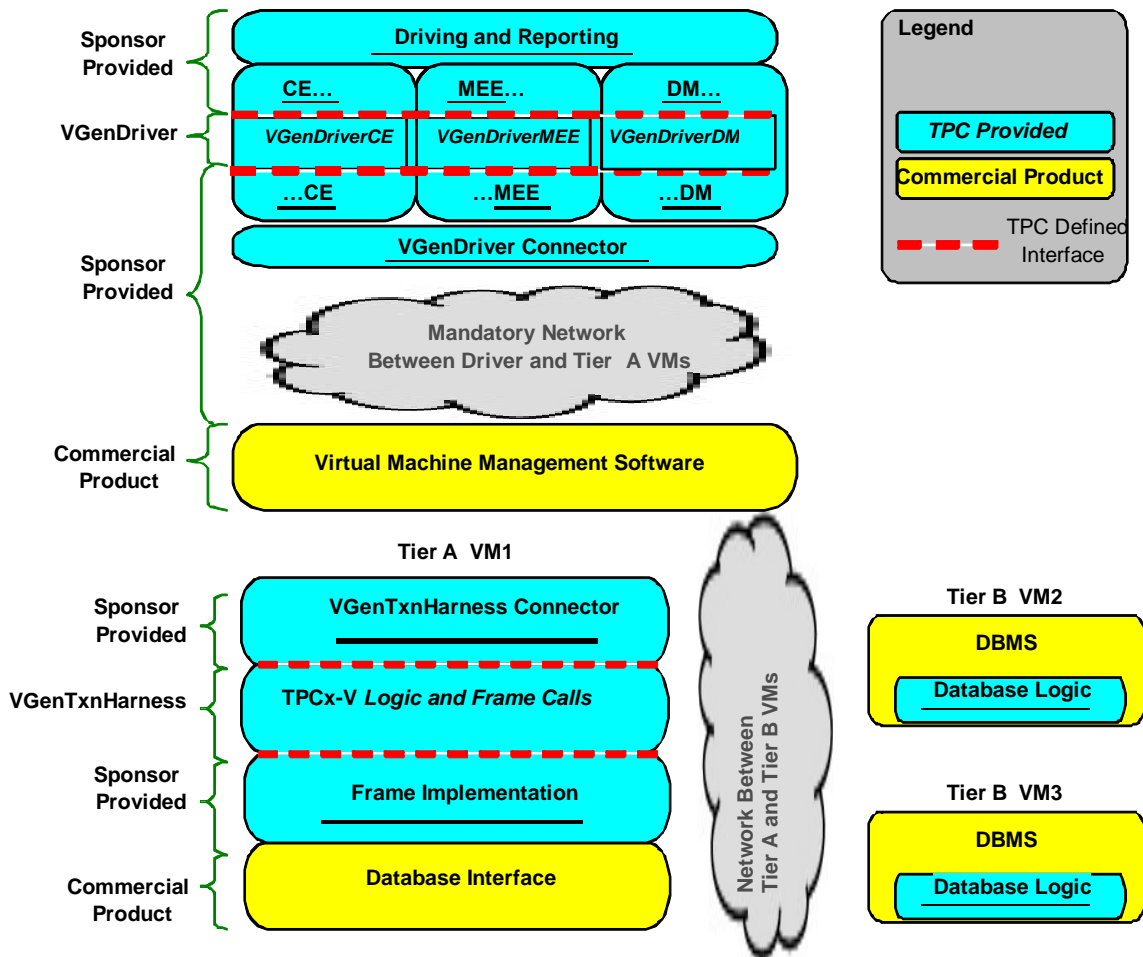 Sponsor
Provided
Driving and Reporting
CE...
MEE...
DM...
VGenDriver
VGenDriverCE
VGenDriverMEE
VGenDriverDM
...CE
...MEE
...DM
VGenDriver Connector
Sponsor
Provided
Mandatory Network
Between Driver and Tier A VMs
Commercial
Product
Virtual Machine Management Software
Legend
TPC Provided
Commercial Product
TPC Defined
Interface
Tier A VM1
Sponsor
Provided
VGenTxnHarness Connector
VGenTxnHarness
TPCx-V Logic and Frame Calls
Sponsor
Provided
Frame Implementation
Commercial
Product
Database Interface
Network Between
Tier A and Tier B VMs
Tier B VM2
DBMS
Database Logic
Tier B VM3
DBMS
Database Logic